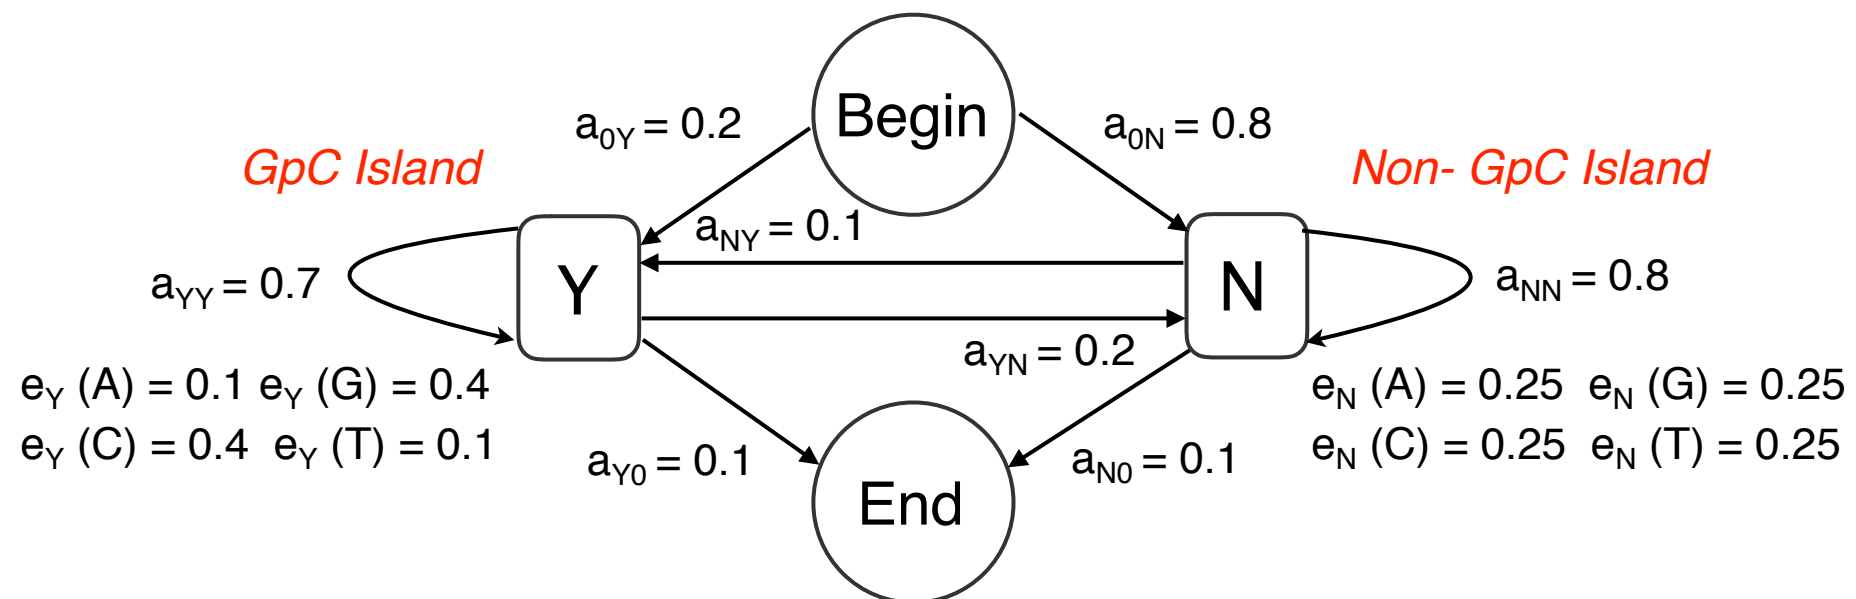 Begin
a0Y = 0.2
a0N = 0.8
GpC Island
Non- GpC Island
aNY = 0.1
Y
N
aYY = 0.7
aNN = 0.8
aYN = 0.2
eY (A) = 0.1 eY (G) = 0.4
eY (C) = 0.4 eY (T) = 0.1
eN (A) = 0.25 eN (G) = 0.25
eN (C) = 0.25 eN (T) = 0.25
aY0 = 0.1
aN0 = 0.1
End